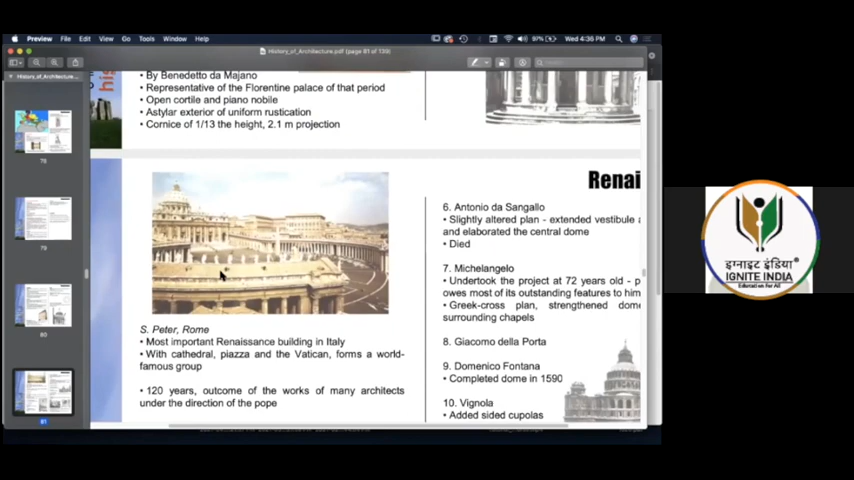 Preview File Edit View Go Tools Window Help
97% Wed 4:36 PM
History_of_Architecture.pdf (page 81 of 139)
History_of_Architecture....
Search
78
79
80
81
his
• By Benedetto da Majano
• Representative of the Florentine palace of that period
• Open cortile and piano nobile
• Astylar exterior of uniform rustication
• Cornice of 1/13 the height, 2.1 m projection
S. Peter, Rome
• Most important Renaissance building in Italy
• With cathedral, piazza and the Vatican, forms a world-
famous group
• 120 years, outcome of the works of many architects
under the direction of the pope
Renai
6. Antonio da Sangallo
• Slightly altered plan - extended vestibule a
and elaborated the central dome
• Died
7. Michelangelo
• Undertook the project at 72 years old - p
owes most of its outstanding features to him
• Greek-cross plan, strengthened dome
surrounding chapels
8. Giacomo della Porta
9. Domenico Fontana
• Completed dome in 1590
10. Vignola
• Added sided cupolas
इग्नाइट इंडिया
IGNITE INDIA
Education for All